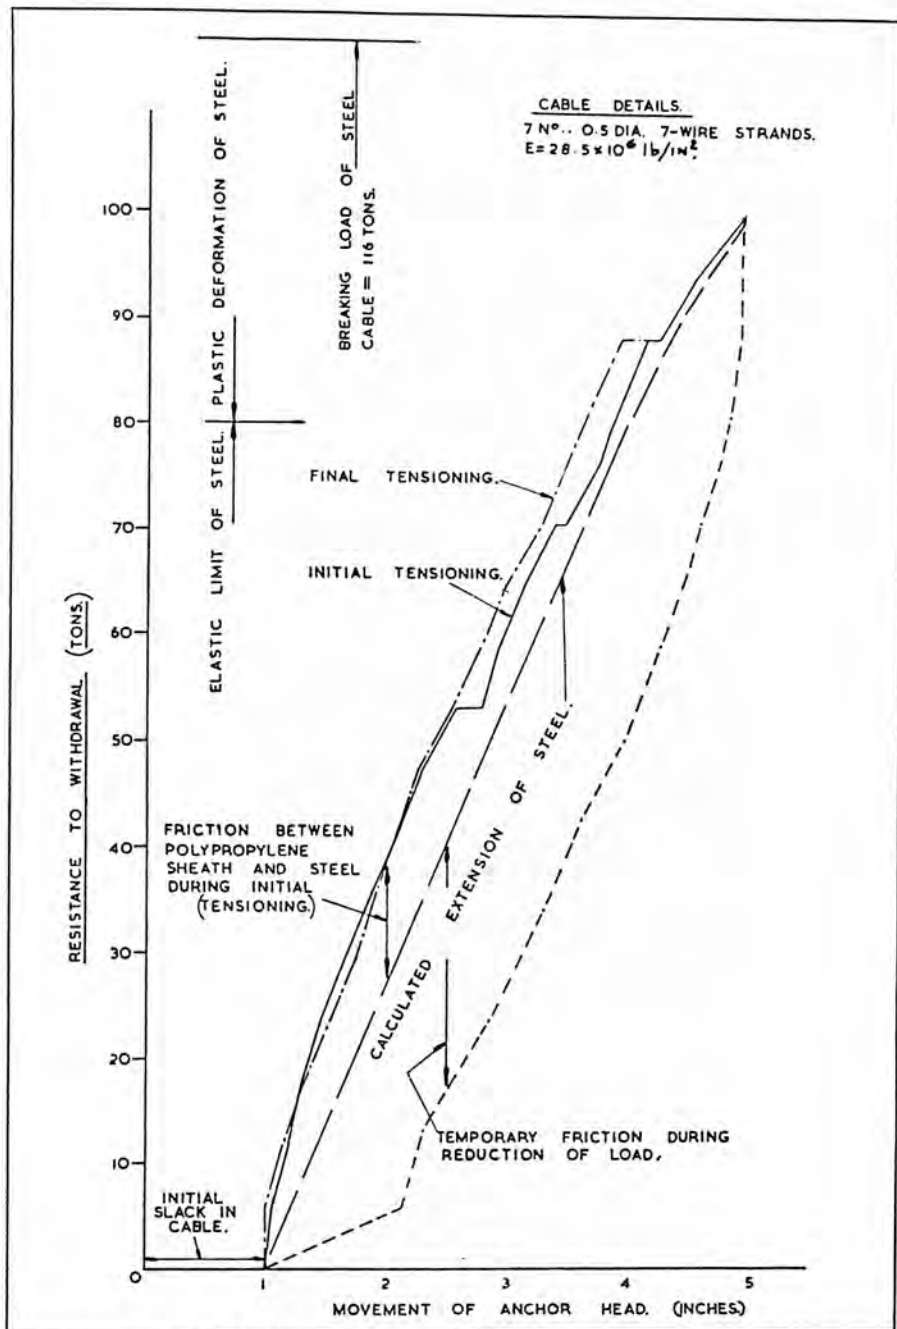 CABLE DETAILS.
7 Nº.. 0.5 DIA. 7-WIRE STRANDS.
E=28.5×10⁶ lb/IN².
PLASTIC DEFORMATION OF STEEL.
ELASTIC LIMIT OF STEEL.
BREAKING LOAD OF STEEL
CABLE = 116 TONS.
100
90
80
70
60
50
40
30
20
10
0
RESISTANCE TO WITHDRAWAL (TONS.)
FINAL TENSIONING.
INITIAL TENSIONING.
FRICTION BETWEEN
POLYPROPYLENE
SHEATH AND STEEL
DURING INITIAL
(TENSIONING.)
CALCULATED EXTENSION OF STEEL.
TEMPORARY FRICTION DURING
REDUCTION OF LOAD,
INITIAL
SLACK IN
CABLE.
1
2
3
4
5
MOVEMENT OF ANCHOR HEAD. (INCHES.)